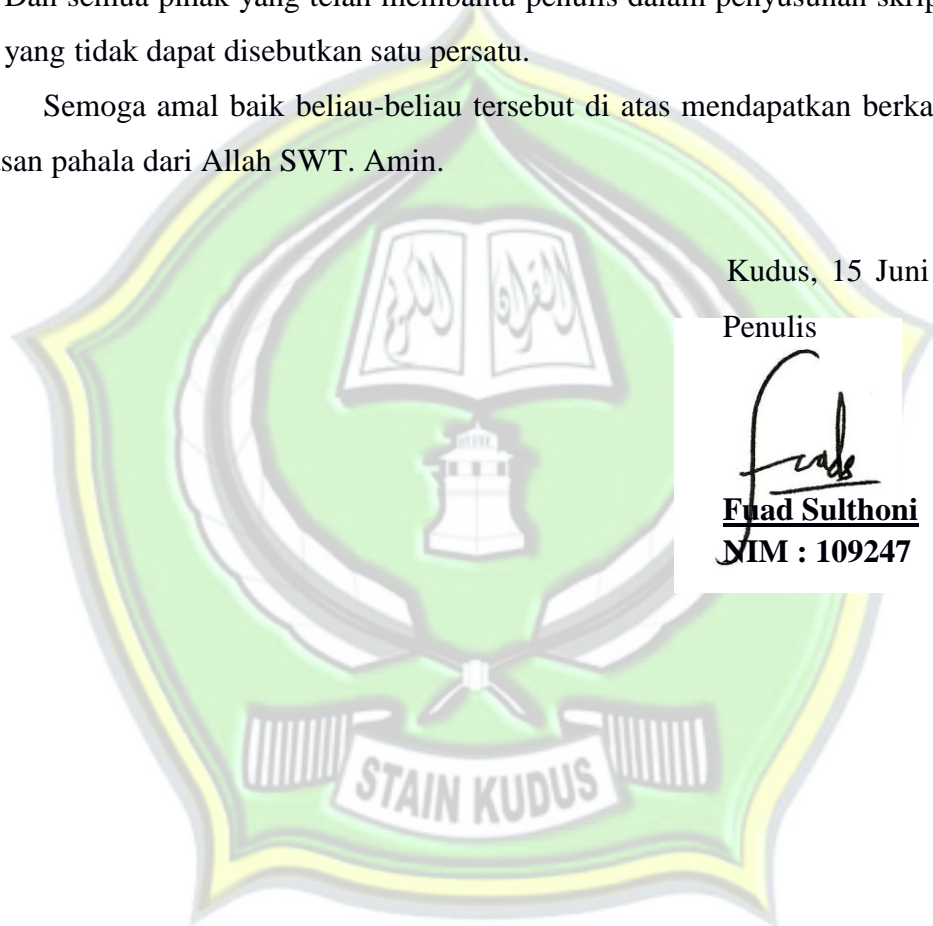 Dan semua pihak yang telah membantu penulis dalam penyusunan skrip
yang tidak dapat disebutkan satu persatu.
Semoga amal baik beliau-beliau tersebut di atas mendapatkan berka
san pahala dari Allah SWT. Amin.
Kudus, 15 Juni
Penulis
Fuad Sulthoni
NIM : 109247
القرآن الكريم
STAIN KUDUS